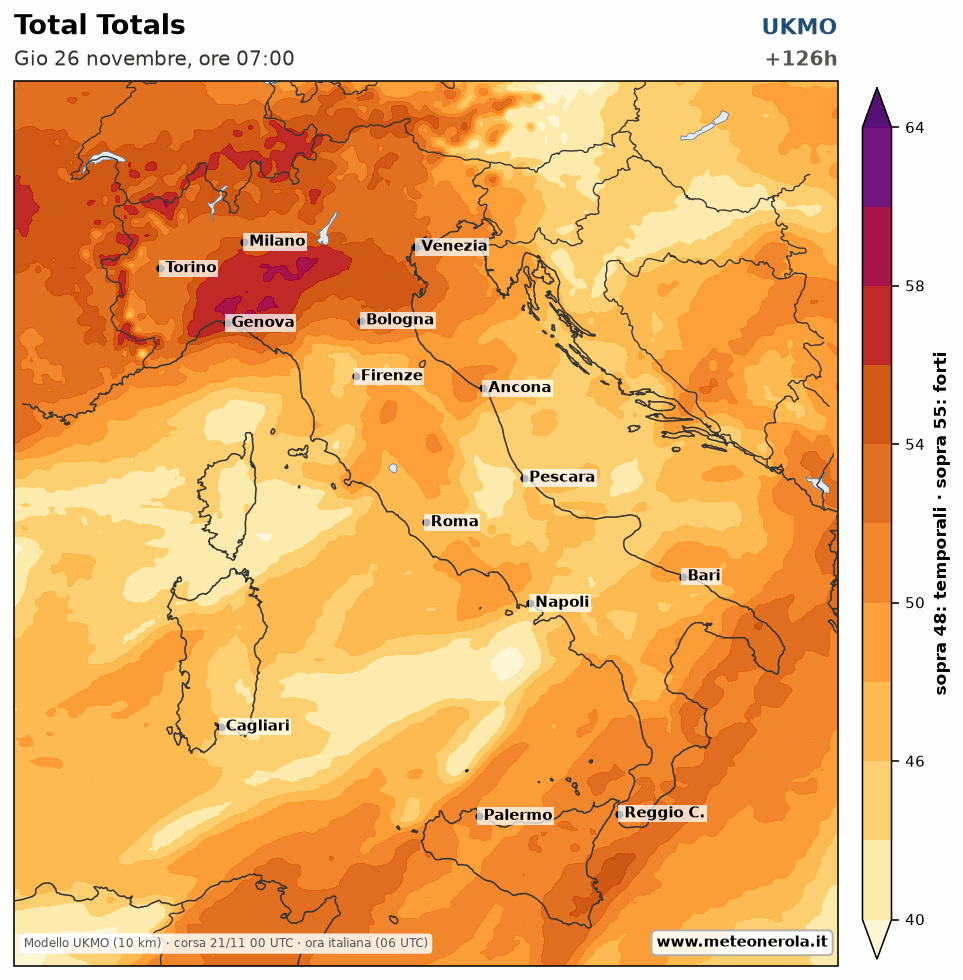 Total Totals
UKMO
Gio 26 novembre, ore 07:00
+126h
64
58
54
50
46
40
sopra 48: temporali · sopra 55: forti
Milano
Venezia
Torino
Genova
Bologna
Firenze
Ancona
Pescara
Roma
Bari
Napoli
Cagliari
Palermo
Reggio C.
Modello UKMO (10 km) · corsa 21/11 00 UTC · ora italiana (06 UTC)
www.meteonerola.it